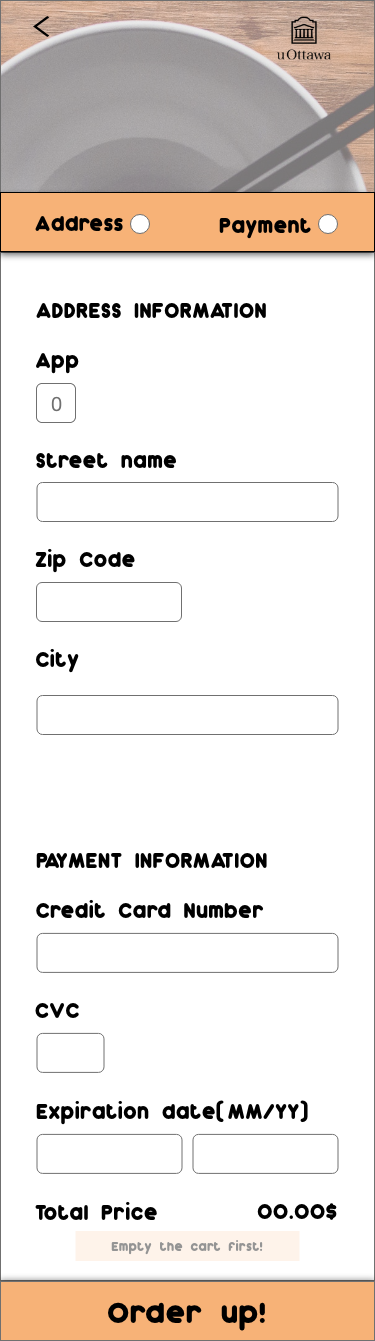 uOttawa
Address Payment
ADDRESS INFORMATION
App
0
Street name
Zip Code
City
PAYMENT INFORMATION
Credit Card Number
CVC
Expiration date(MM/YY)
Total Price 00.00$
Empty the cart first!
Order up!